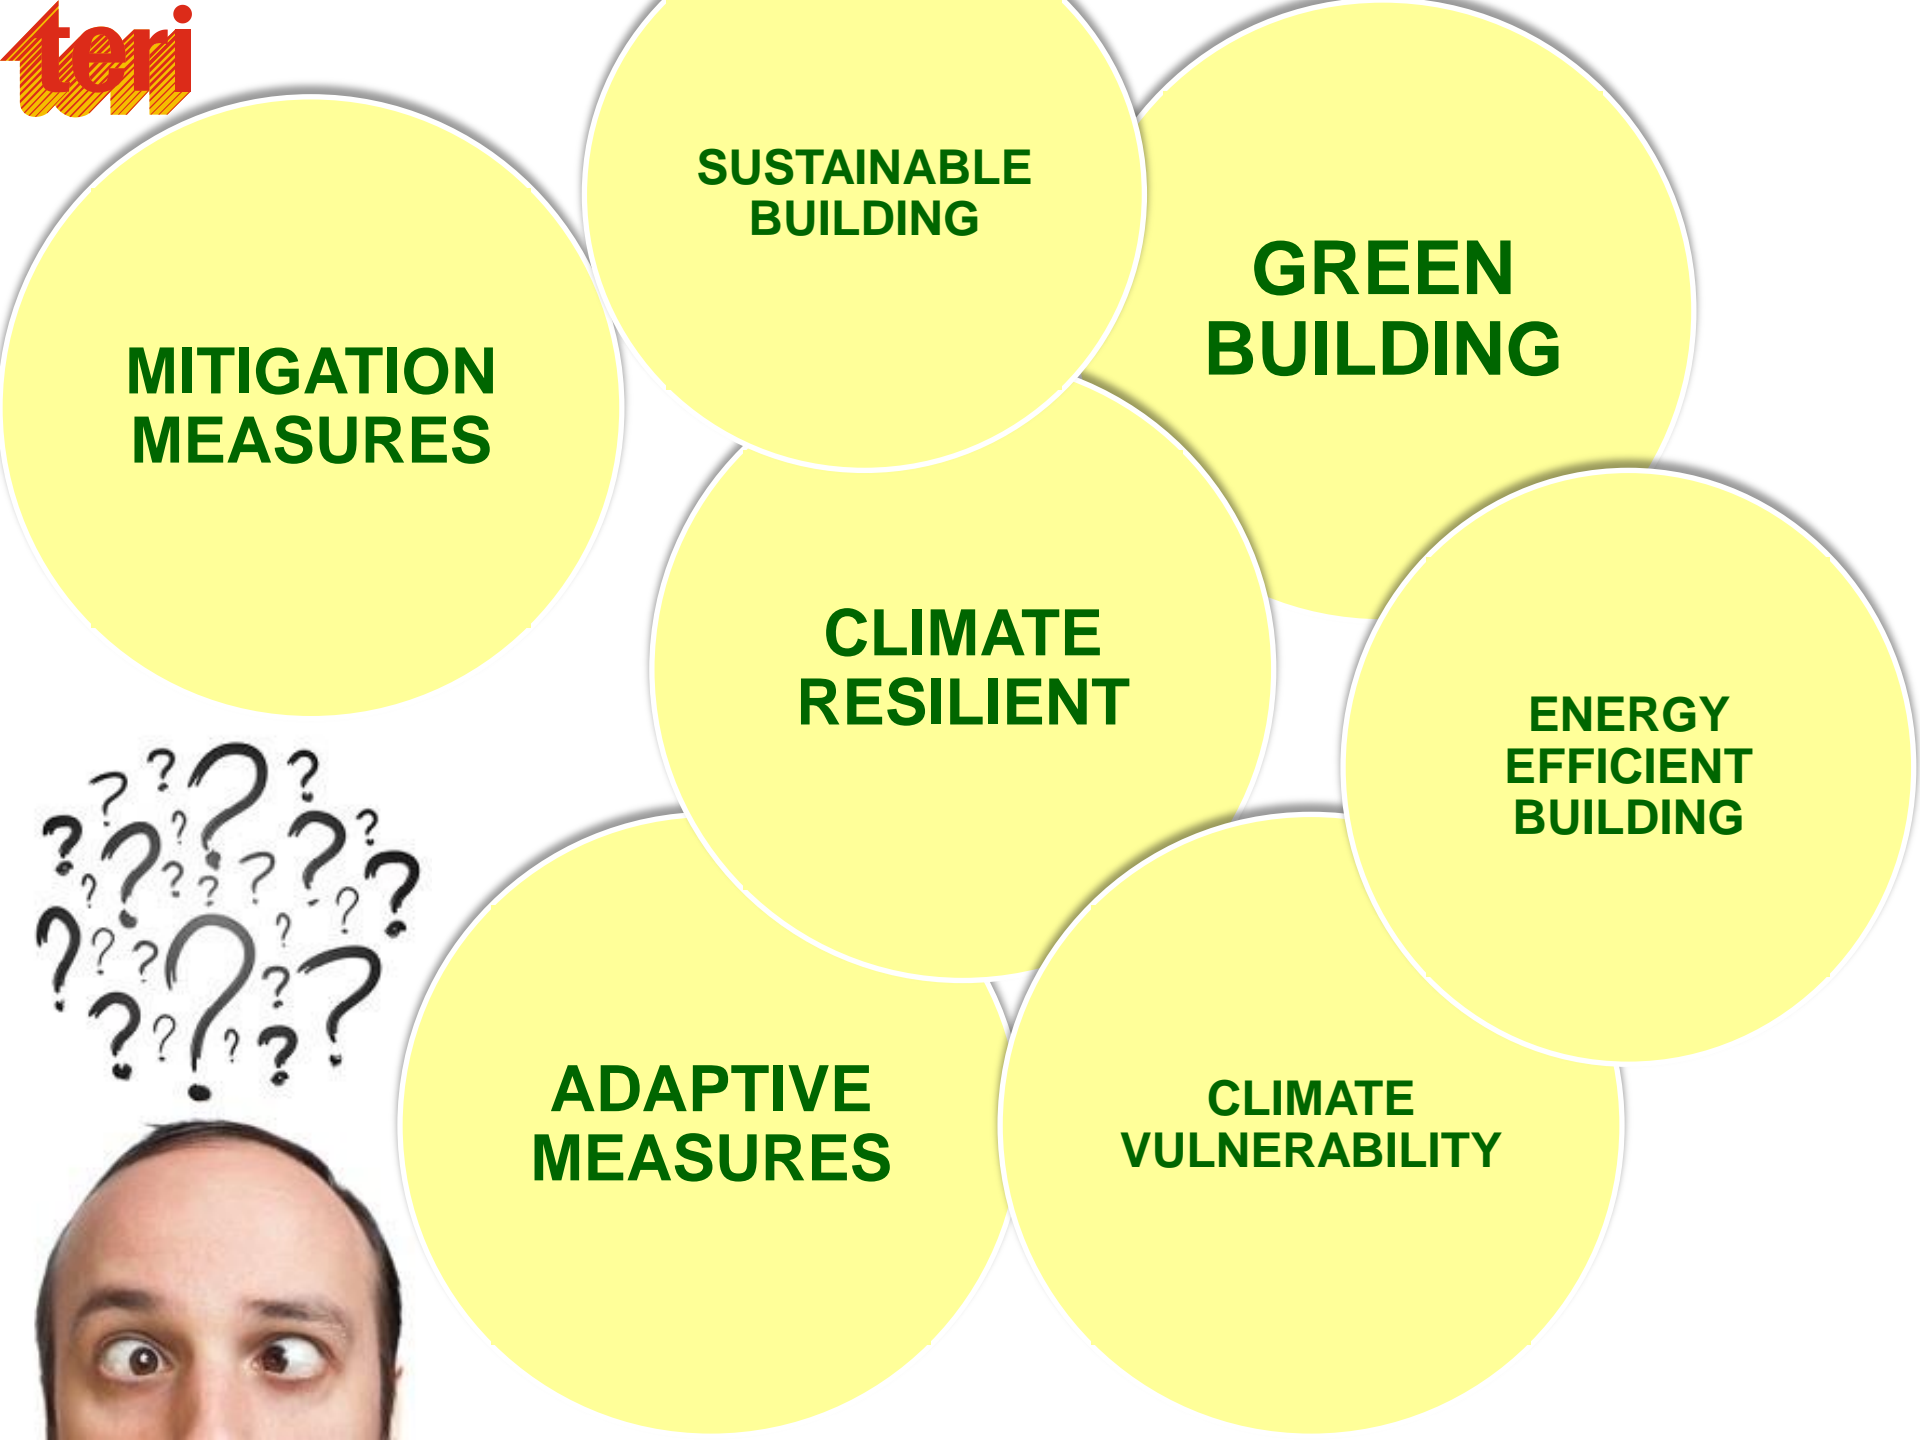 teri
SUSTAINABLE
BUILDING
GREEN
BUILDING
MITIGATION
MEASURES
CLIMATE
RESILIENT
ENERGY
EFFICIENT
BUILDING
ADAPTIVE
MEASURES
CLIMATE
VULNERABILITY